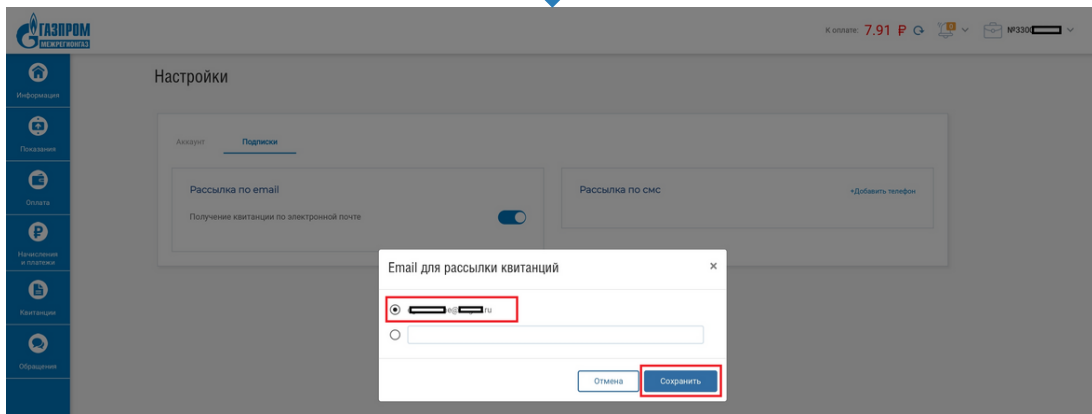 ГАЗПРОМ
МЕЖРЕГИОНГАЗ
К оплате: 7.91 ₽
№330
Информация
Показания
Оплата
Начисления
и платежи
Квитанции
Обращения
Настройки
Аккаунт Подписки
Рассылка по email
Получение квитанции по электронной почте
Рассылка по смс
+Добавить телефон
Email для рассылки квитанций
×
e@ ru
Отмена Сохранить